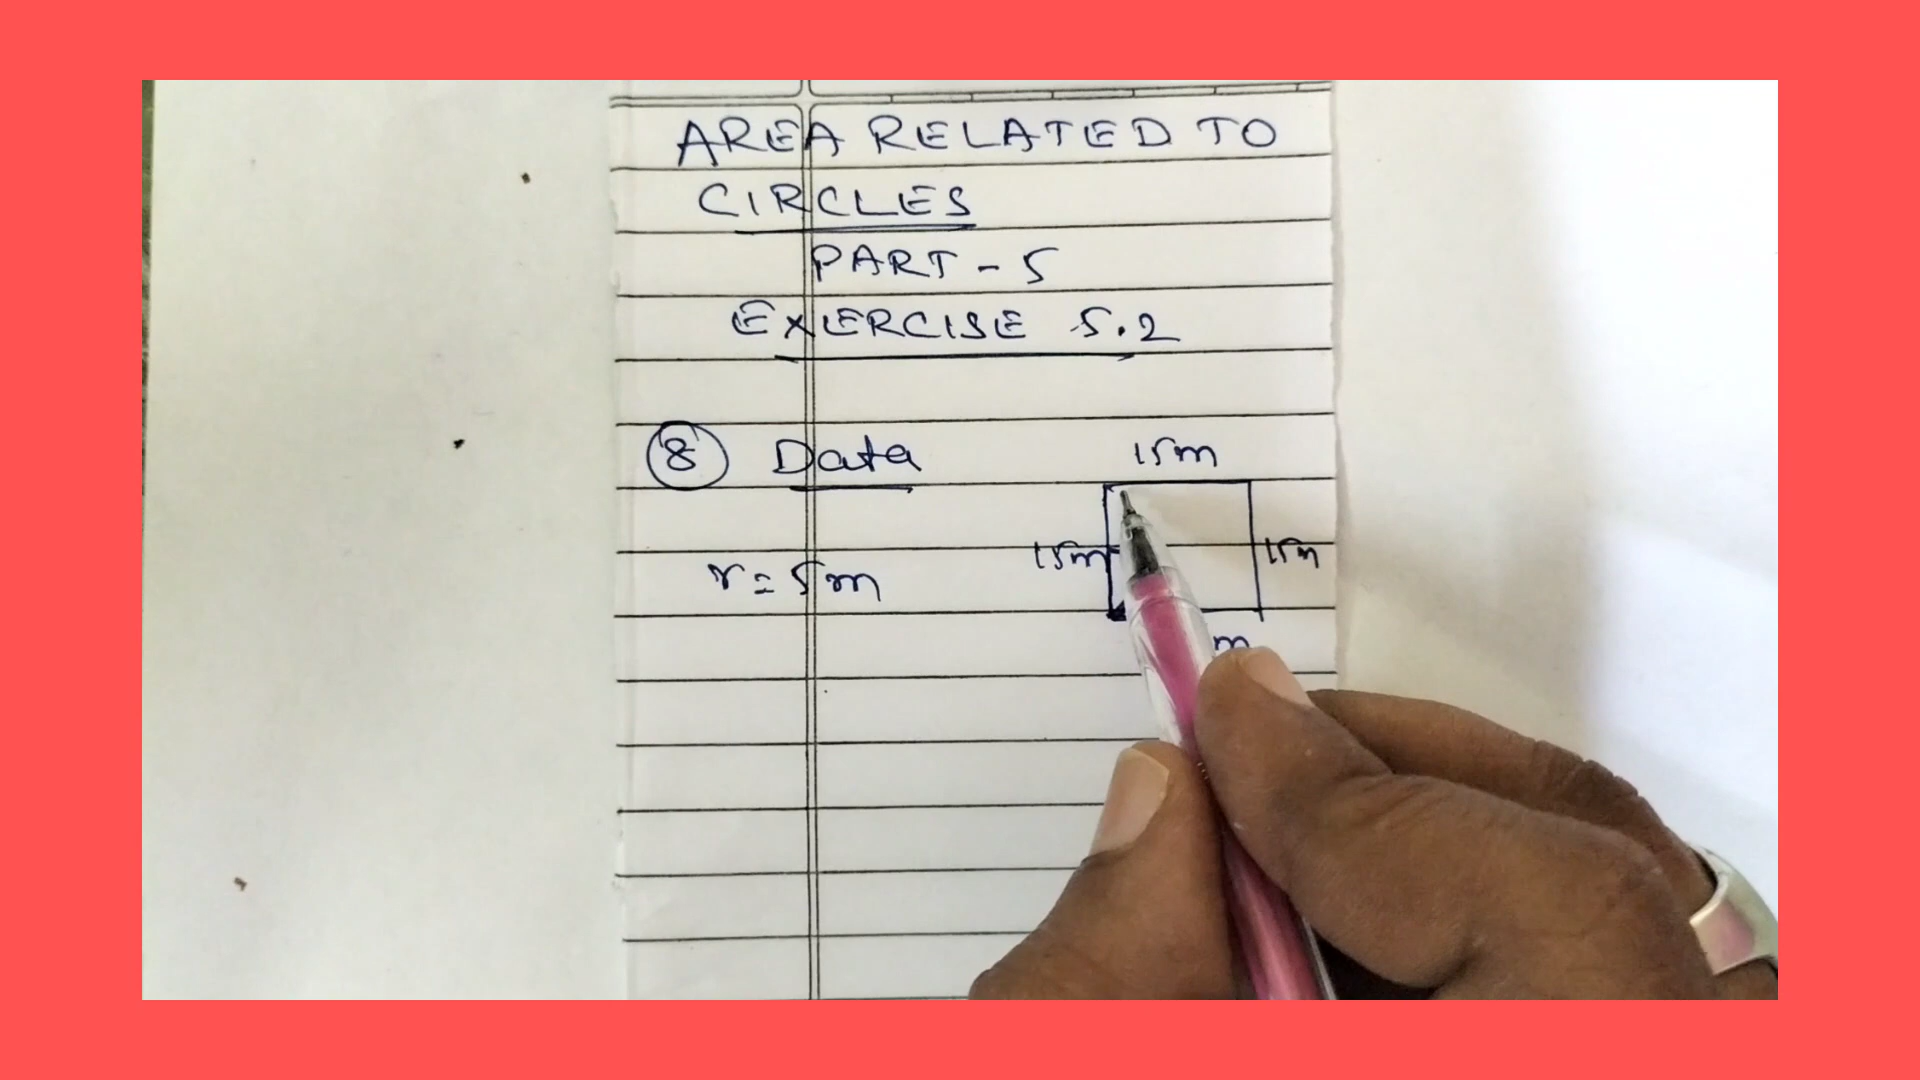 AREA RELATED TO
CIRCLES
PART - 5
EXERCISE 5.2
8 Data
15m
15m
15m
r = 5m
m